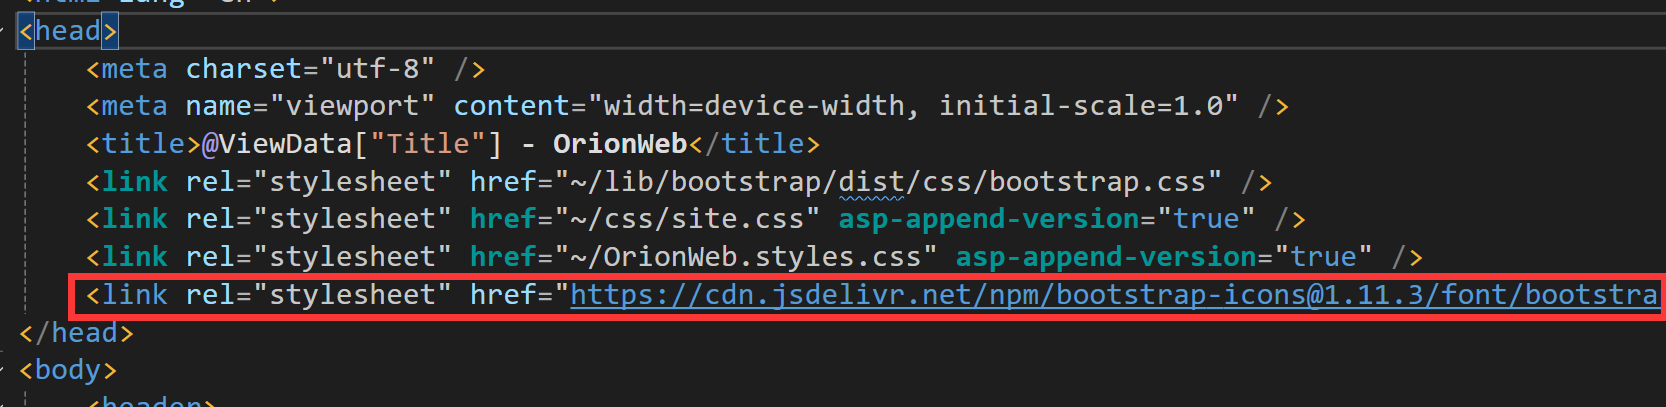 <head>
<meta charset="utf-8" />
<meta name="viewport" content="width=device-width, initial-scale=1.0" />
<title>@ViewData["Title"] - OrionWeb</title>
<link rel="stylesheet" href="~/lib/bootstrap/dist/css/bootstrap.css" />
<link rel="stylesheet" href="~/css/site.css" asp-append-version="true" />
<link rel="stylesheet" href="~/OrionWeb.styles.css" asp-append-version="true" />
<link rel="stylesheet" href="https://cdn.jsdelivr.net/npm/bootstrap-icons@1.11.3/font/bootstra
</head>
<body>
<header>